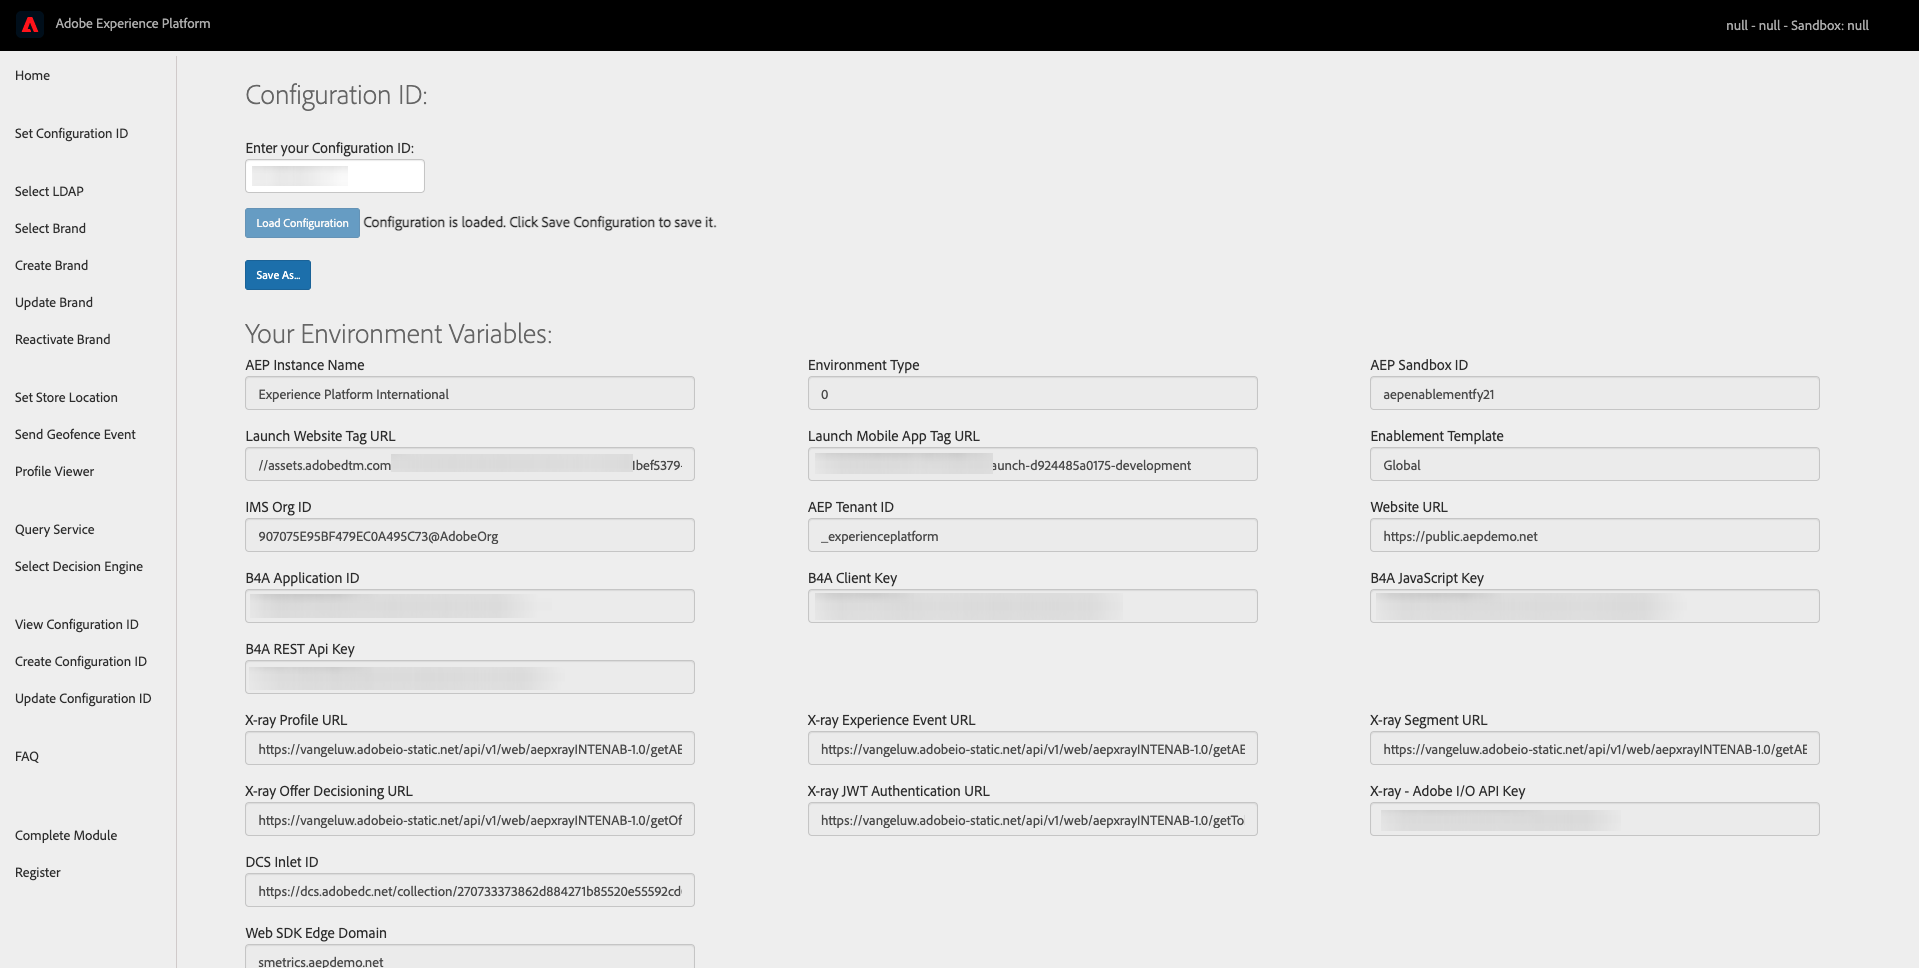 Adobe Experience Platform
null - null - Sandbox: null
Home
Set Configuration ID
Select LDAP
Select Brand
Create Brand
Update Brand
Reactivate Brand
Set Store Location
Send Geofence Event
Profile Viewer
Query Service
Select Decision Engine
View Configuration ID
Create Configuration ID
Update Configuration ID
FAQ
Complete Module
Register
Configuration ID:
Enter your Configuration ID:
Load Configuration Configuration is loaded. Click Save Configuration to save it.
Save As...
Your Environment Variables:
AEP Instance Name Environment Type AEP Sandbox ID
Experience Platform International 0 aepenablementfy21
Launch Website Tag URL Launch Mobile App Tag URL Enablement Template
//assets.adobedtm.com bef5379- aunch-d924485a0175-development Global
IMS Org ID AEP Tenant ID Website URL
907075E95BF479EC0A495C73@AdobeOrg _experienceplatform https://public.aepdemo.net
B4A Application ID B4A Client Key B4A JavaScript Key
B4A REST Api Key
X-ray Profile URL X-ray Experience Event URL X-ray Segment URL
https://vangeluw.adobeio-static.net/api/v1/web/aepxrayINTENAB-1.0/getAE https://vangeluw.adobeio-static.net/api/v1/web/aepxrayINTENAB-1.0/getAE https://vangeluw.adobeio-static.net/api/v1/web/aepxrayINTENAB-1.0/getAE
X-ray Offer Decisioning URL X-ray JWT Authentication URL X-ray - Adobe I/O API Key
https://vangeluw.adobeio-static.net/api/v1/web/aepxrayINTENAB-1.0/getOf https://vangeluw.adobeio-static.net/api/v1/web/aepxrayINTENAB-1.0/getTo
DCS Inlet ID
https://dcs.adobedc.net/collection/270733373862d884271b85520e55592cd
Web SDK Edge Domain
smetrics.aepdemo.net